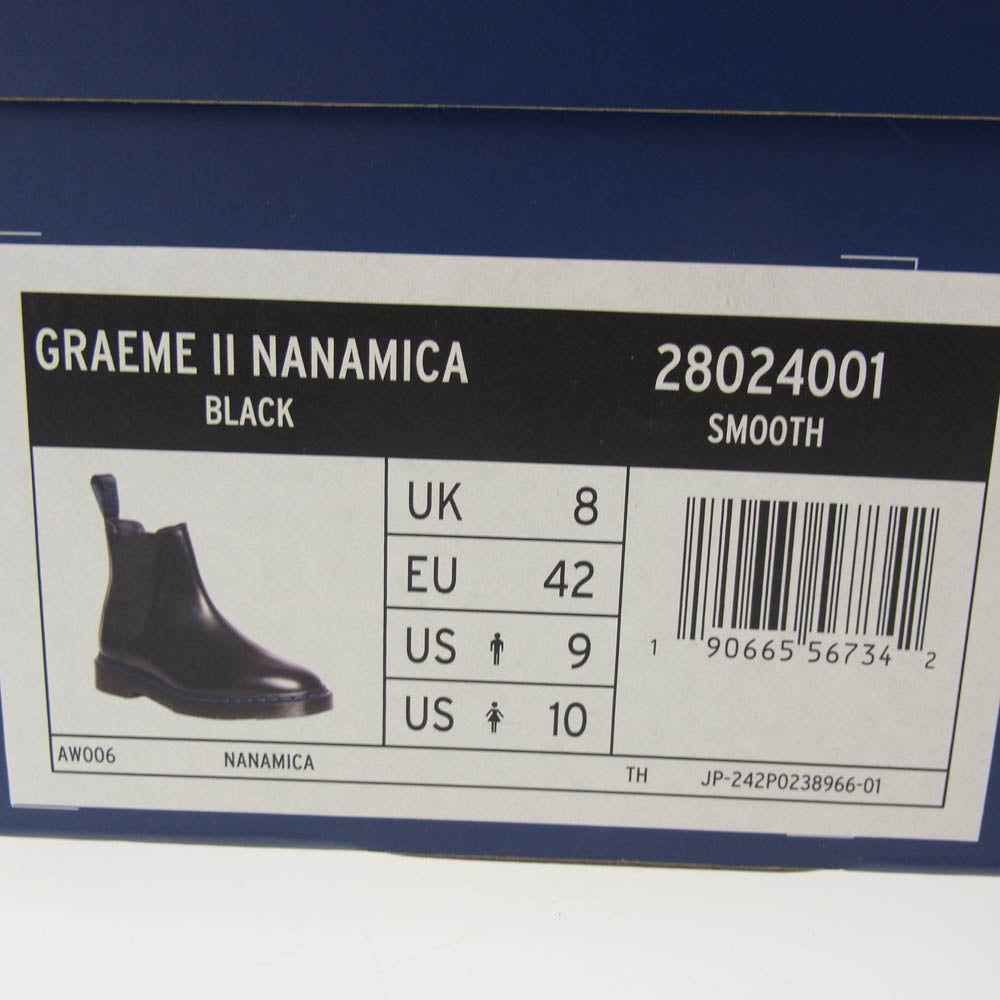 GRAEME II NANAMICA
BLACK
28024001
SMOOTH
UK 8
EU 42
US 9
US 10
1 90665 56734 2
AW006 NANAMICA TH JP-242P0238966-01